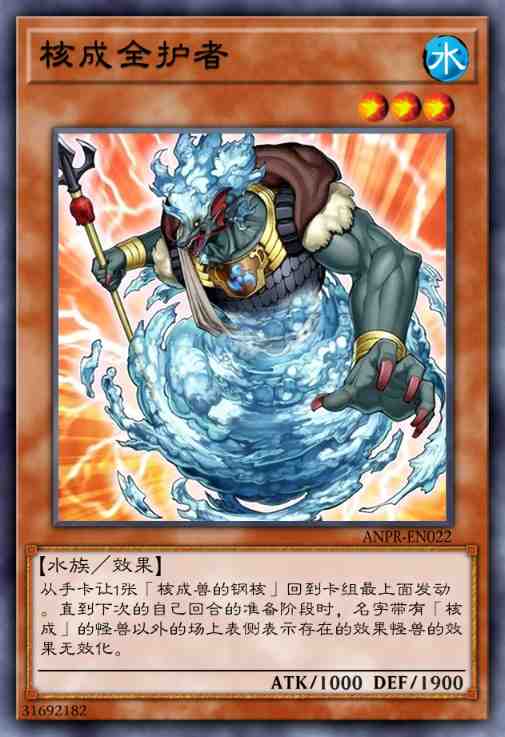 核成全护者
水
ANPR-EN022
【水族／效果】
从手卡让1张「核成兽的钢核」回到卡组最上面发动
。直到下次的自己回合的准备阶段时，名字带有「核
成」的怪兽以外的场上表侧表示存在的效果怪兽的效
果无效化。
ATK/1000 DEF/1900
31692182